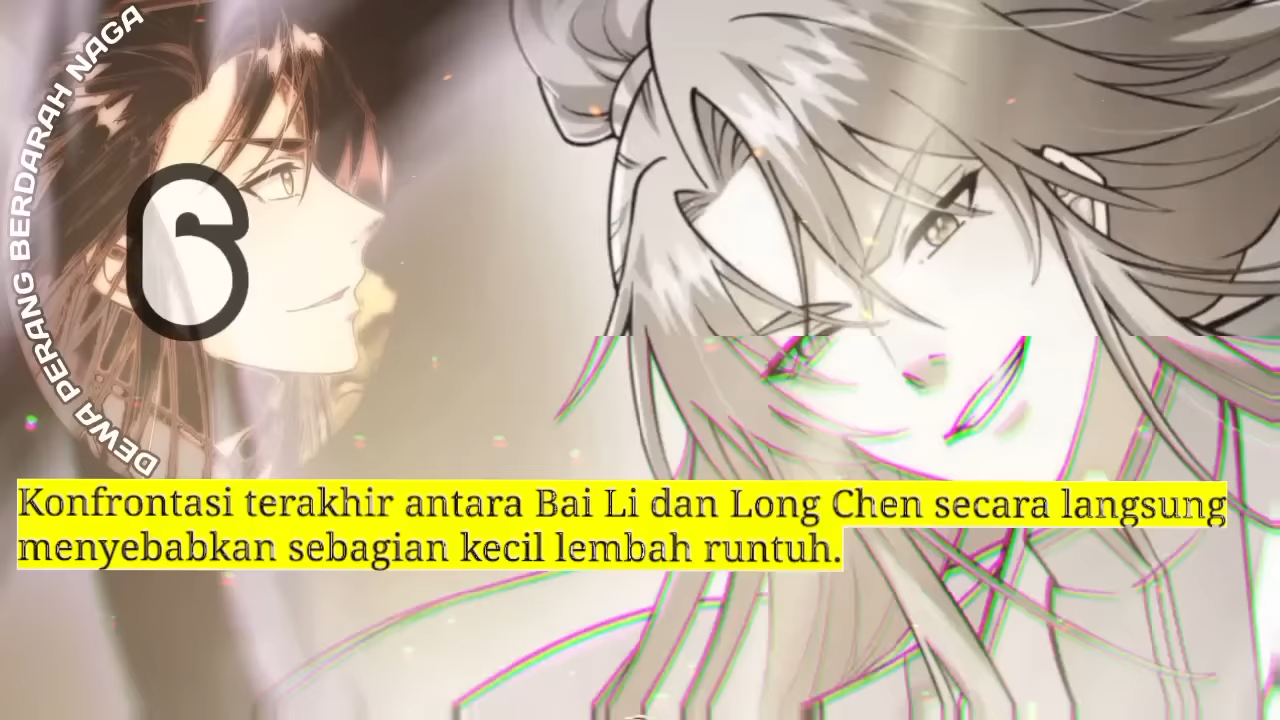 DEWA PERANG BERDARAH NAGA
6
Konfrontasi terakhir antara Bai Li dan Long Chen secara langsung
menyebabkan sebagian kecil lembah runtuh.